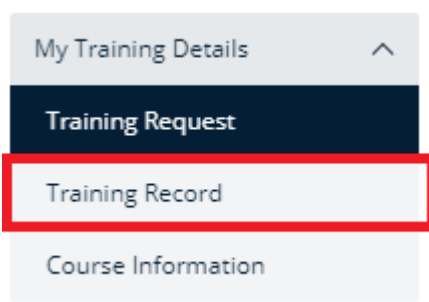 My Training Details
Training Request
Training Record
Course Information